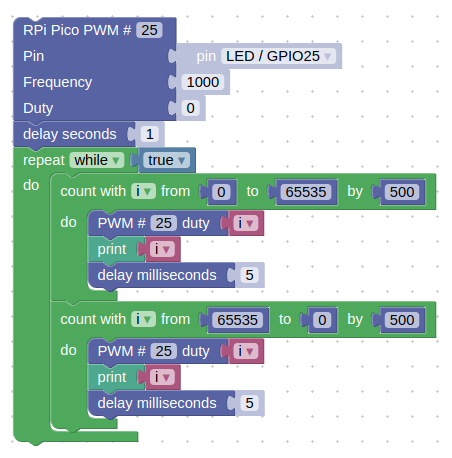 RPi Pico PWM # 25
Pin pin LED / GPIO25 ▾
Frequency 1000
Duty 0
delay seconds 1
repeat while ▾ true ▾
do count with i ▾ from 0 to 65535 by 500
do PWM # 25 duty i ▾
print i ▾
delay milliseconds 5
count with i ▾ from 65535 to 0 by 500
do PWM # 25 duty i ▾
print i ▾
delay milliseconds 5